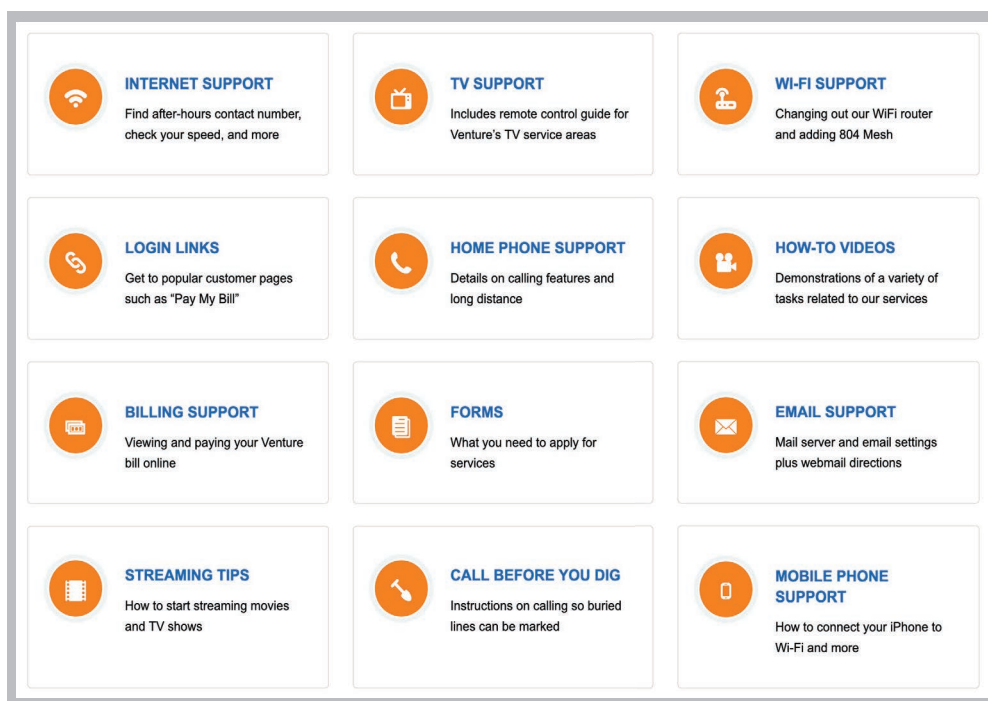 INTERNET SUPPORT
Find after-hours contact number,
check your speed, and more
TV SUPPORT
Includes remote control guide for
Venture's TV service areas
WI-FI SUPPORT
Changing out our WiFi router
and adding 804 Mesh
LOGIN LINKS
Get to popular customer pages
such as “Pay My Bill”
HOME PHONE SUPPORT
Details on calling features and
long distance
HOW-TO VIDEOS
Demonstrations of a variety of
tasks related to our services
BILLING SUPPORT
Viewing and paying your Venture
bill online
FORMS
What you need to apply for
services
EMAIL SUPPORT
Mail server and email settings
plus webmail directions
STREAMING TIPS
How to start streaming movies
and TV shows
CALL BEFORE YOU DIG
Instructions on calling so buried
lines can be marked
MOBILE PHONE
SUPPORT
How to connect your iPhone to
Wi-Fi and more